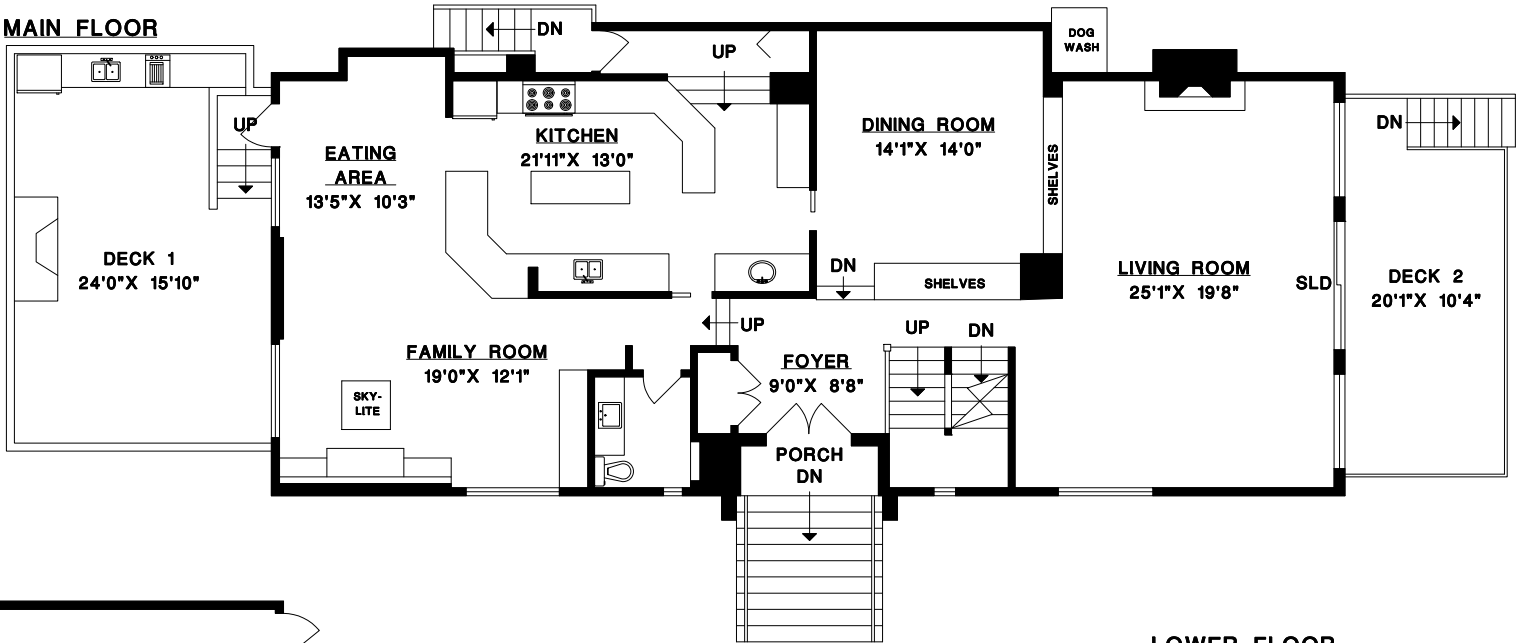 MAIN FLOOR
DN
UP
DOG
WASH
UP
EATING
AREA
13'5"X 10'3"
KITCHEN
21'11"X 13'0"
DINING ROOM
14'1"X 14'0"
SHELVES
DN
DECK 1
24'0"X 15'10"
DN
SHELVES
LIVING ROOM
25'1"X 19'8"
SLD
DECK 2
20'1"X 10'4"
UP
UP
DN
FAMILY ROOM
19'0"X 12'1"
FOYER
9'0"X 8'8"
SKY-
LITE
PORCH
DN
LOWER FLOOR